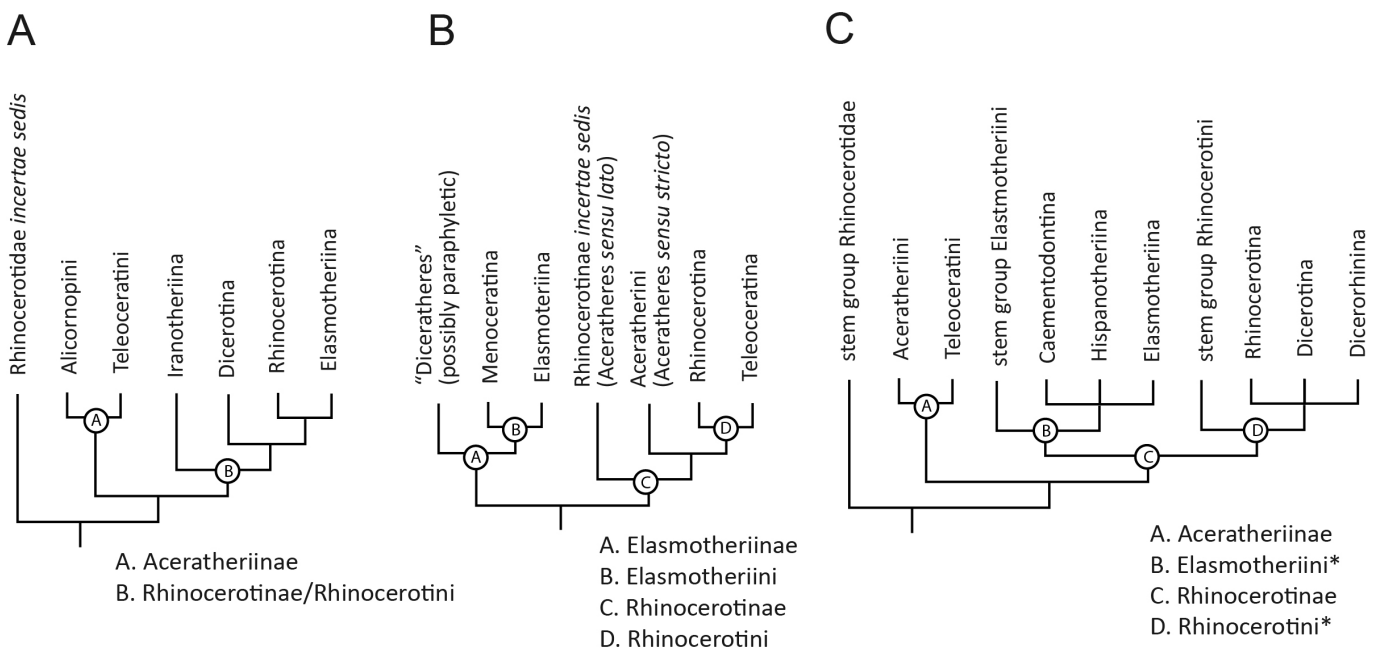 A
Rhinocerotidae incertae sedis
Alicornopini
Teleoceratini
Iranotheriina
Dicerotina
Rhinocerotina
Elasmotheriina
A
B
A. Aceratheriinae
B. Rhinocerotinae/Rhinocerotini
B
“Diceratheres”
(possibly paraphyletic)
Menoceratina
Elasmoteriina
Rhinocerotinae incertae sedis
(Aceratheres sensu lato)
Aceratherini
(Aceratheres sensu stricto)
Rhinocerotina
Teloceratina
B
D
A
C
A. Elasmotheriinae
B. Elasmotheriini
C. Rhinocerotinae
D. Rhinocerotini
C
stem group Rhinocerotidae
Aceratheriini
Teleoceratini
stem group Elastmotheriini
Caementodontina
Hispanotheriina
Elasmotheriina
stem group Rhinocerotini
Rhinocerotina
Dicerotina
Dicerorhinina
A
B
D
C
A. Aceratheriinae
B. Elasmotheriini*
C. Rhinocerotinae
D. Rhinocerotini*